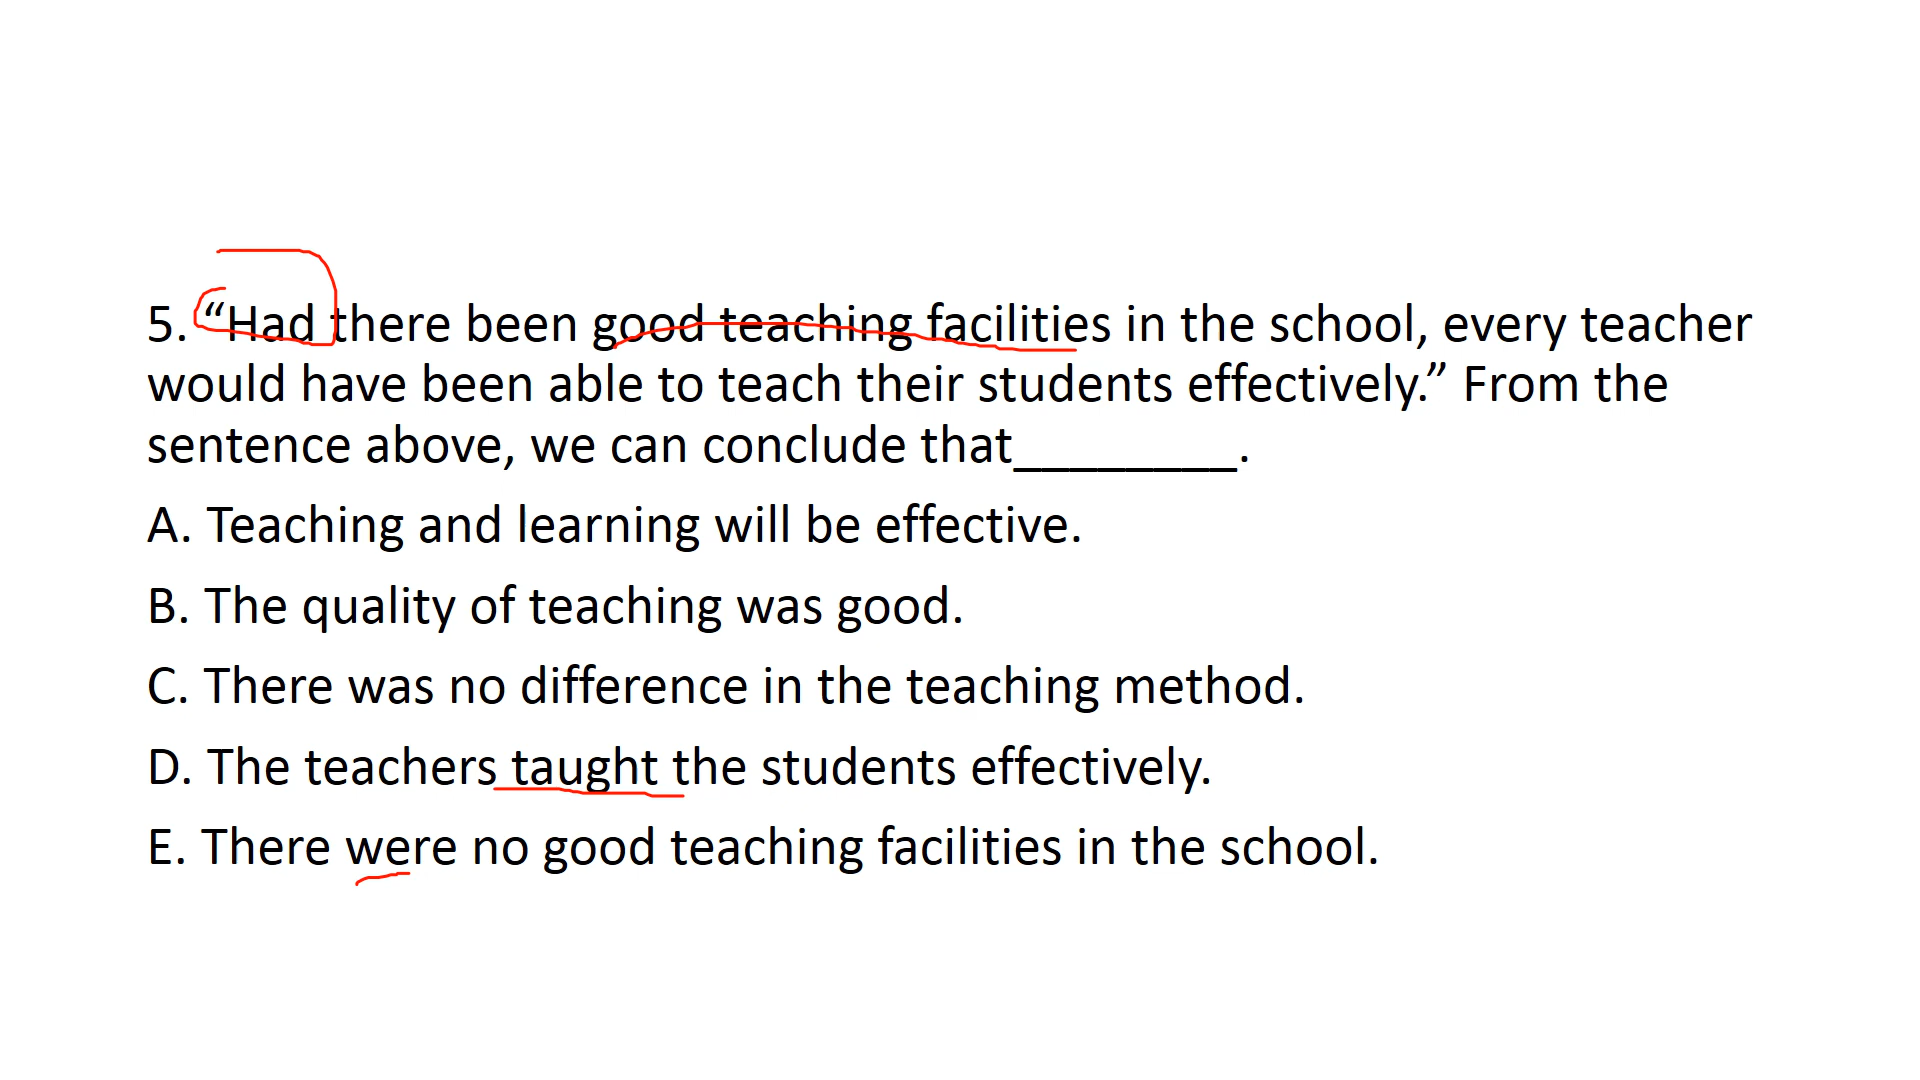 5. “Had there been good teaching facilities in the school, every teacher
would have been able to teach their students effectively.” From the
sentence above, we can conclude that________.
A. Teaching and learning will be effective.
B. The quality of teaching was good.
C. There was no difference in the teaching method.
D. The teachers taught the students effectively.
E. There were no good teaching facilities in the school.